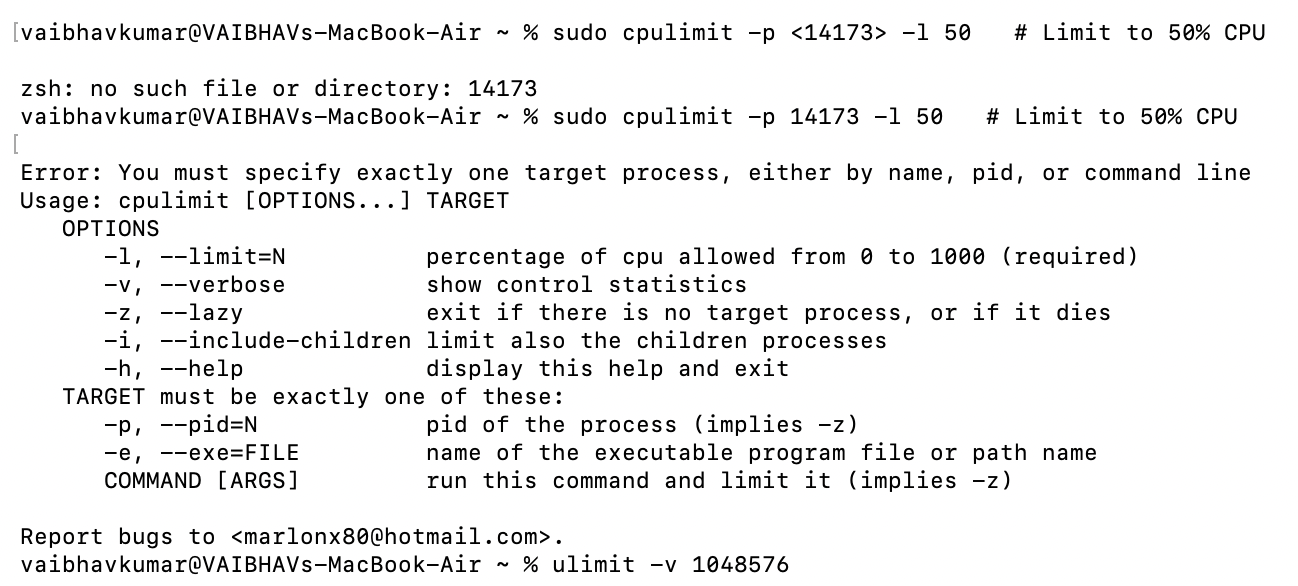 [vaibhavkumar@VAIBHAVs-MacBook-Air ~ % sudo cpulimit -p <14173> -l 50   # Limit to 50% CPU
zsh: no such file or directory: 14173
vaibhavkumar@VAIBHAVs-MacBook-Air ~ % sudo cpulimit -p 14173 -l 50   # Limit to 50% CPU
[
Error: You must specify exactly one target process, either by name, pid, or command line
Usage: cpulimit [OPTIONS...] TARGET
   OPTIONS
      -l, --limit=N          percentage of cpu allowed from 0 to 1000 (required)
      -v, --verbose          show control statistics
      -z, --lazy             exit if there is no target process, or if it dies
      -i, --include-children limit also the children processes
      -h, --help             display this help and exit
   TARGET must be exactly one of these:
      -p, --pid=N            pid of the process (implies -z)
      -e, --exe=FILE         name of the executable program file or path name
      COMMAND [ARGS]         run this command and limit it (implies -z)
Report bugs to <marlonx80@hotmail.com>.
vaibhavkumar@VAIBHAVs-MacBook-Air ~ % ulimit -v 1048576